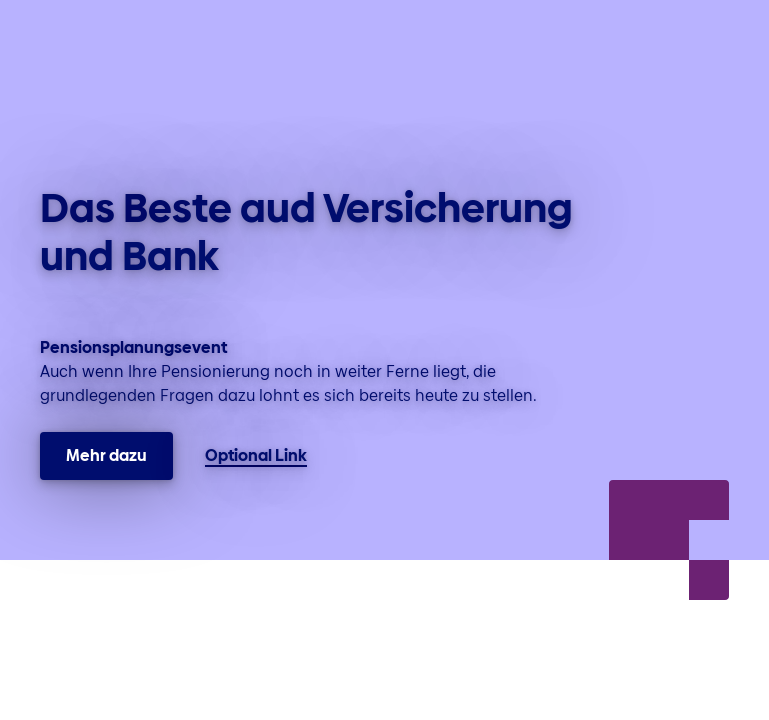 Das Beste aud Versicherung
und Bank
Pensionsplanungsevent
Auch wenn Ihre Pensionierung noch in weiter Ferne liegt, die
grundlegenden Fragen dazu lohnt es sich bereits heute zu stellen.
Mehr dazu
Optional Link